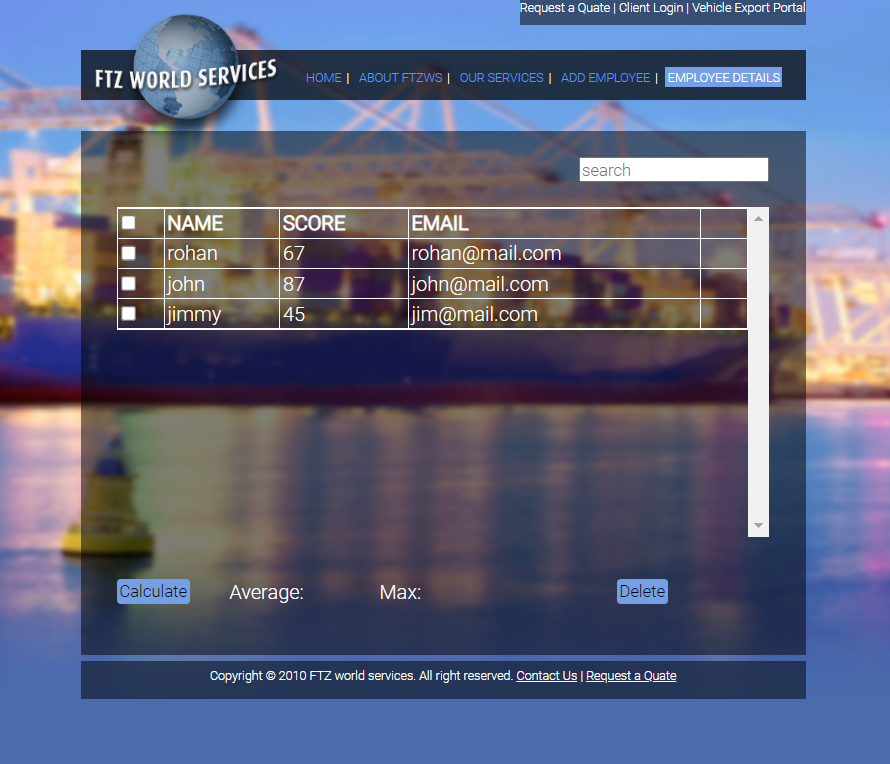 Request a Quate | Client Login | Vehicle Export Portal
FTZ WORLD SERVICES
HOME | ABOUT FTZWS | OUR SERVICES | ADD EMPLOYEE | EMPLOYEE DETAILS
search
NAME SCORE EMAIL
rohan 67 rohan@mail.com
john 87 john@mail.com
jimmy 45 jim@mail.com
Calculate Average: Max: Delete
Copyright © 2010 FTZ world services. All right reserved. Contact Us | Request a Quate